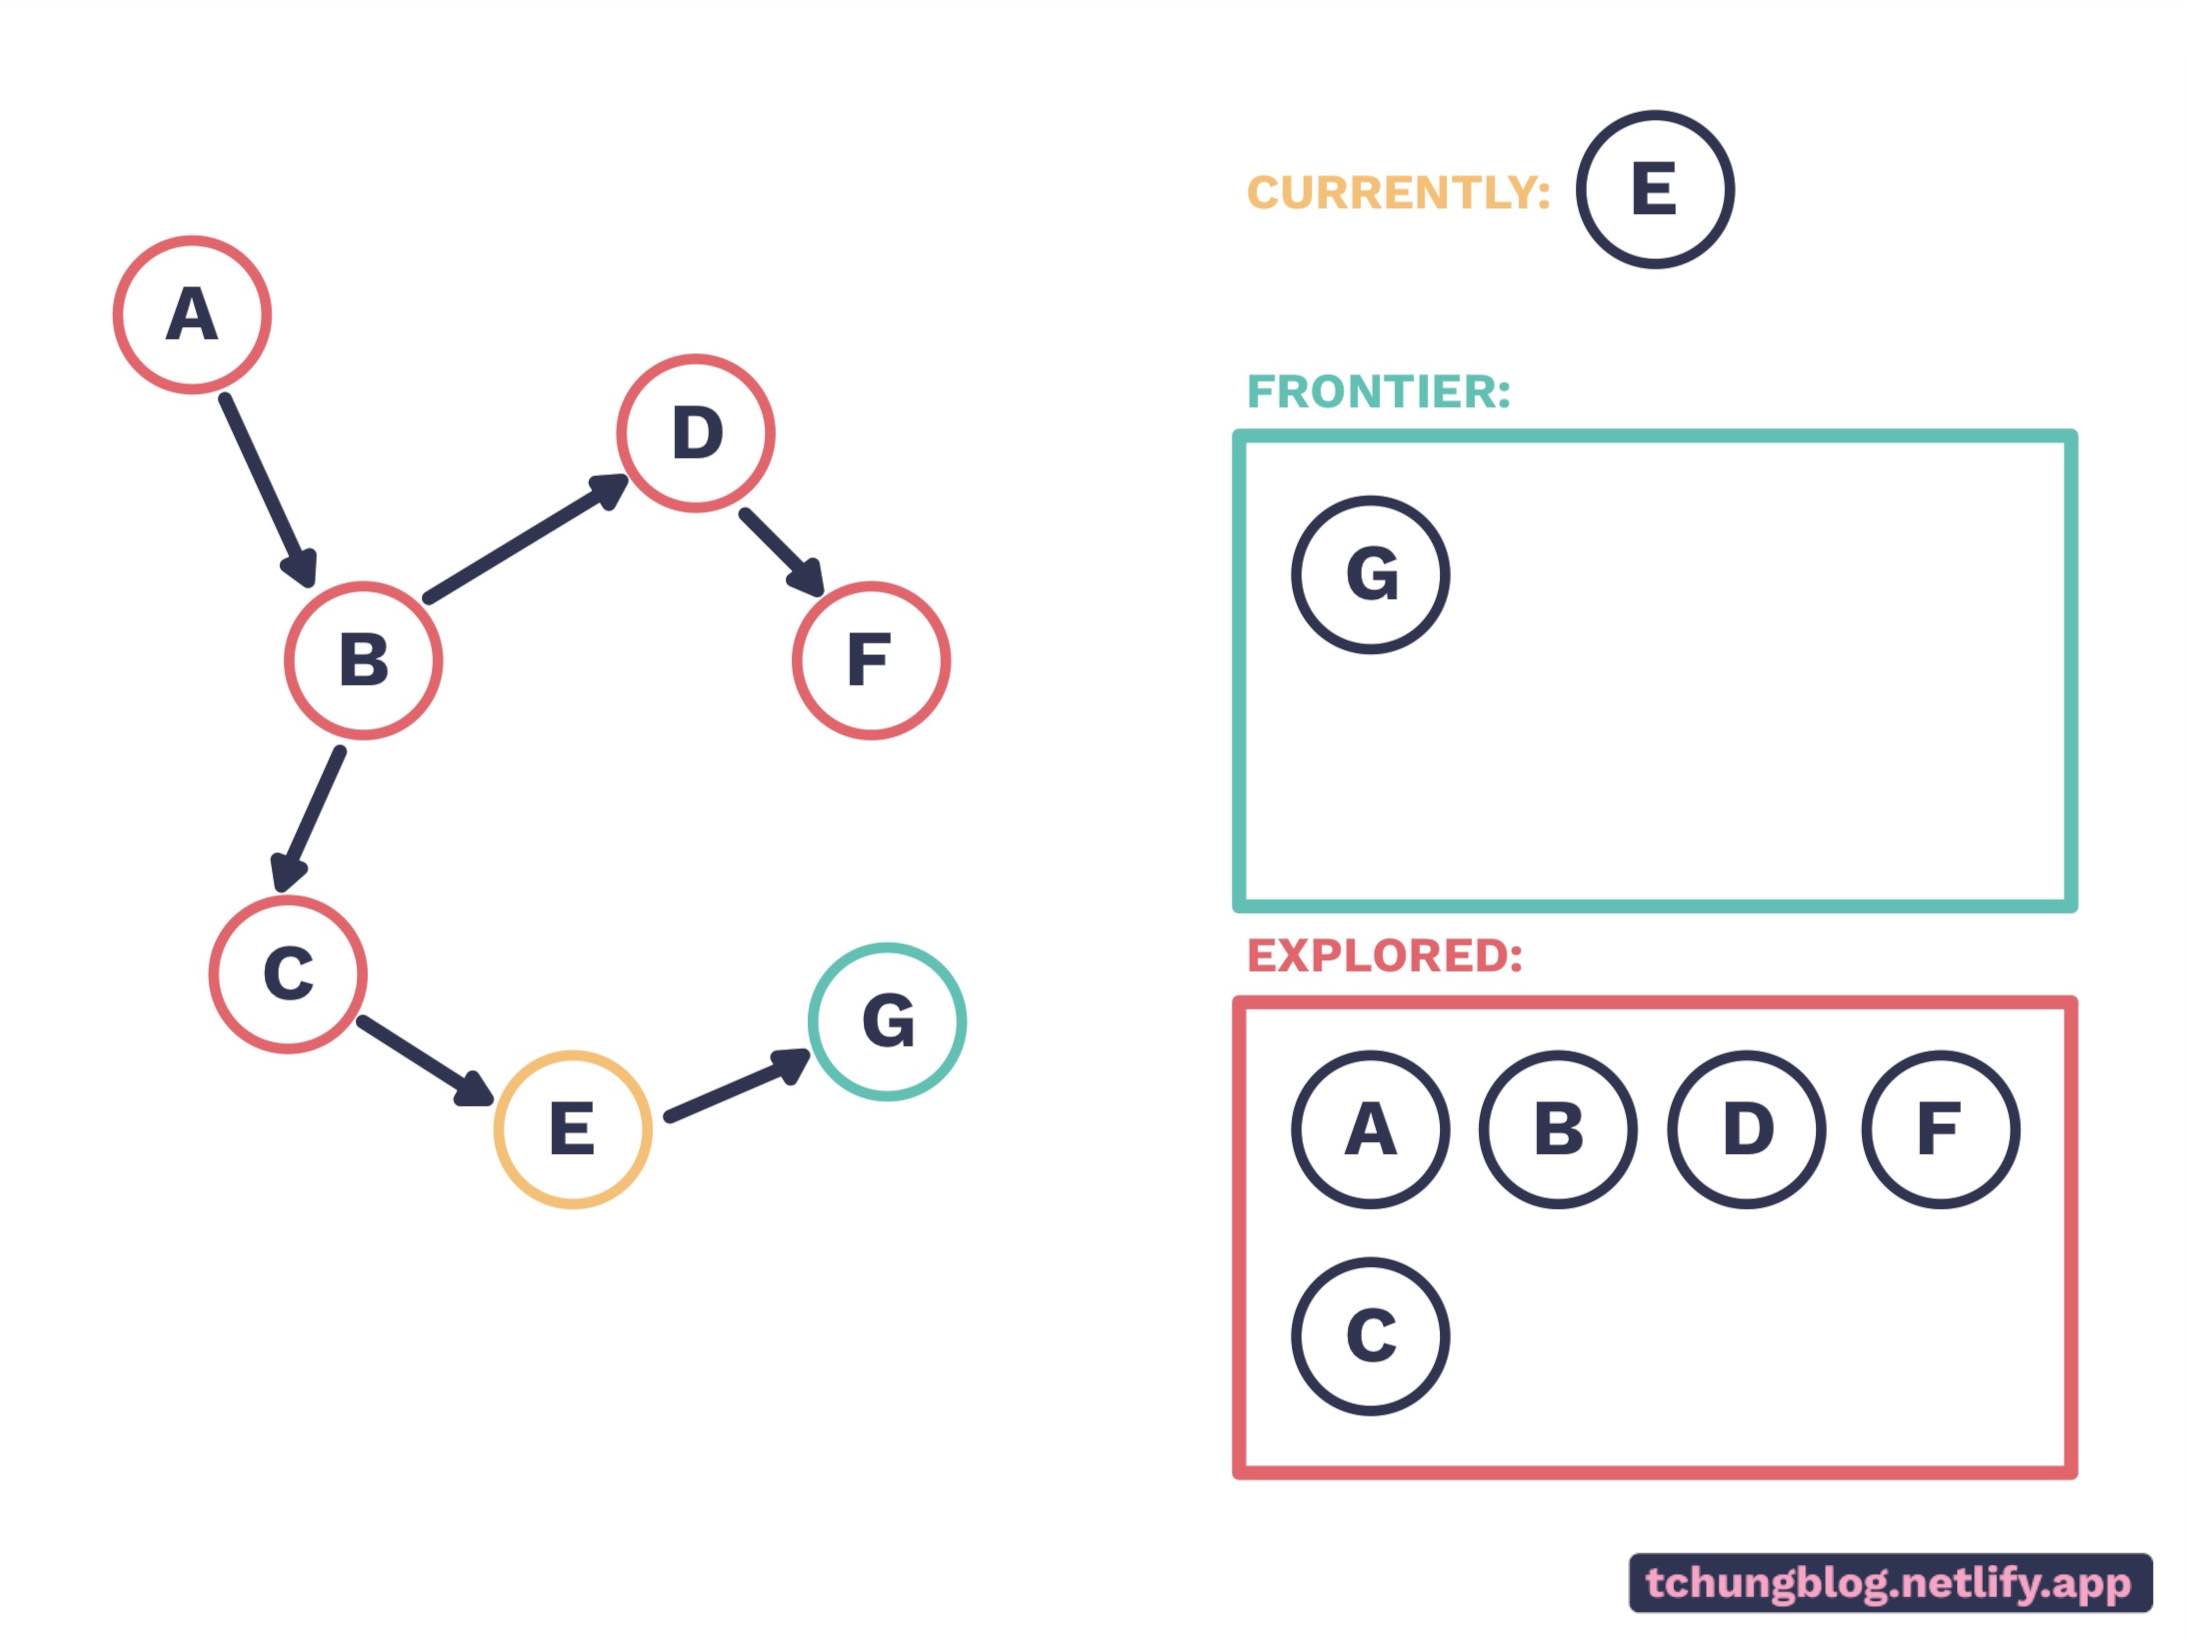 A
D
B
F
C
G
E
CURRENTLY: E
FRONTIER:
G
EXPLORED:
A B D F
C
tchungblog.netlify.app